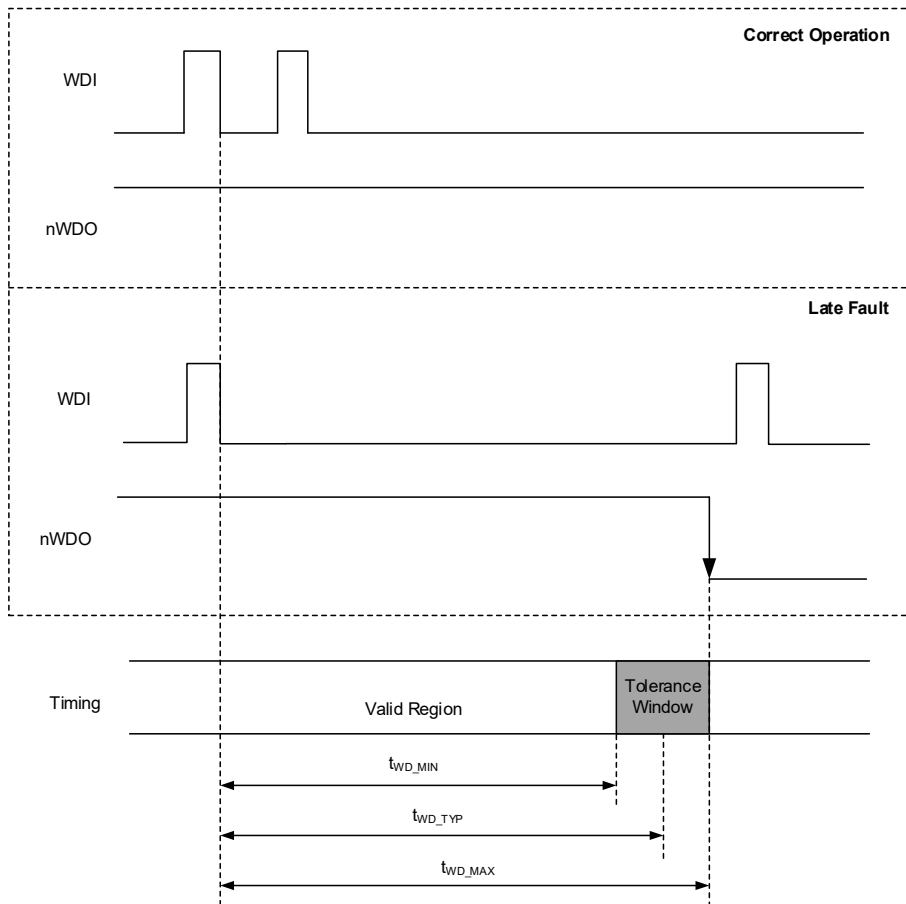 Correct Operation
WDI
nWDO
Late Fault
WDI
nWDO
Timing
Valid Region
Tolerance
Window
tWD_MIN
tWD_TYP
tWD_MAX